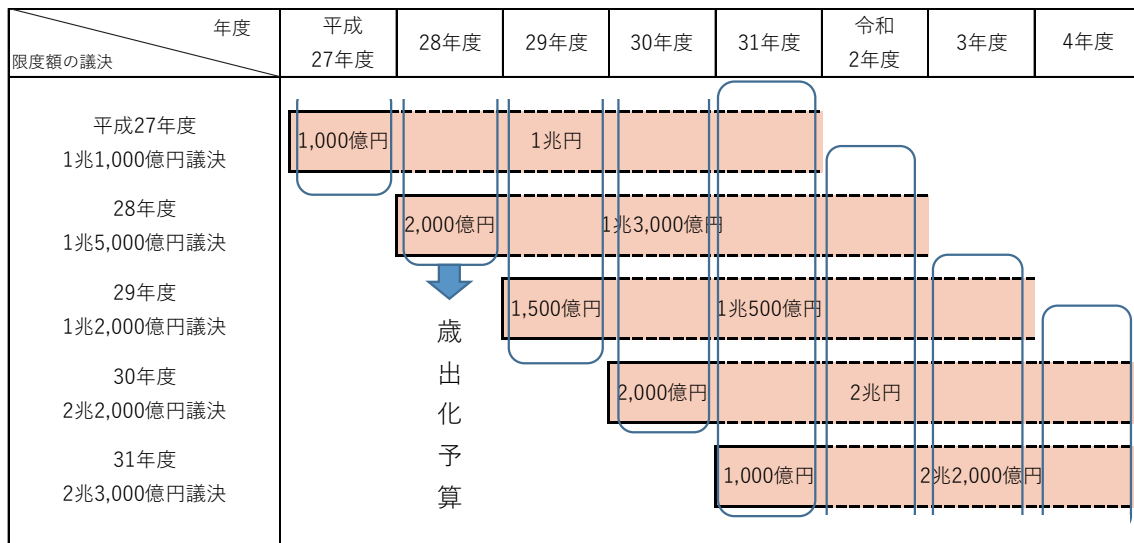 年度
限度額の議決
平成
27年度
28年度
29年度
30年度
31年度
令和
2年度
3年度
4年度
平成27年度
1兆1,000億円議決
1,000億円
1兆円
28年度
1兆5,000億円議決
2,000億円
1兆3,000億円
29年度
1兆2,000億円議決
1,500億円
1兆500億円
30年度
2兆2,000億円議決
2,000億円
2兆円
31年度
2兆3,000億円議決
1,000億円
2兆2,000億円
歳
出
化
予
算